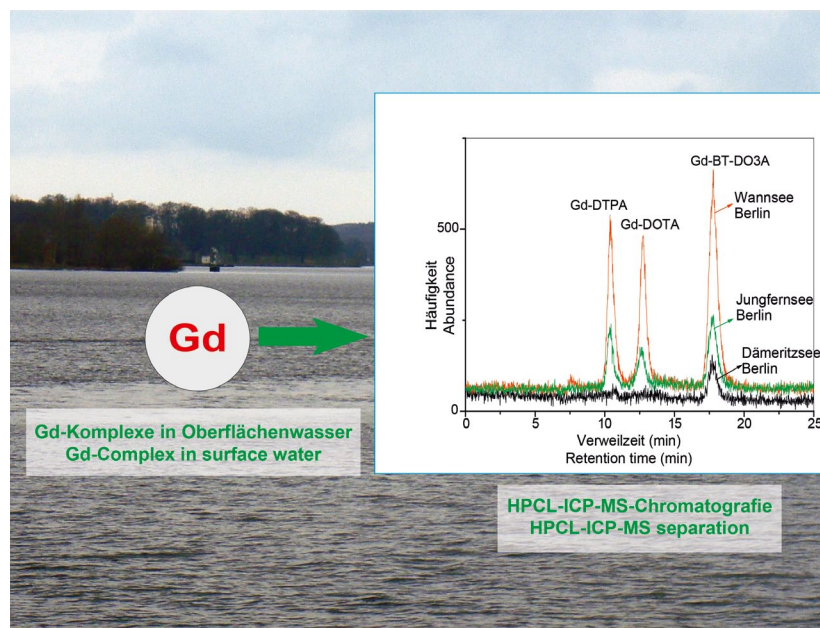 Gd
Gd-Komplexe in Oberflächenwasser
Gd-Complex in surface water
Häufigkeit
Abundance
500
0
Gd-DTPA
Gd-DOTA
Gd-BT-DO3A
Wannsee
Berlin
Jungfernsee
Berlin
Dämeritzsee
Berlin
0 5 10 15 20 25
Verweilzeit (min)
Retention time (min)
HPCL-ICP-MS-Chromatografie
HPCL-ICP-MS separation